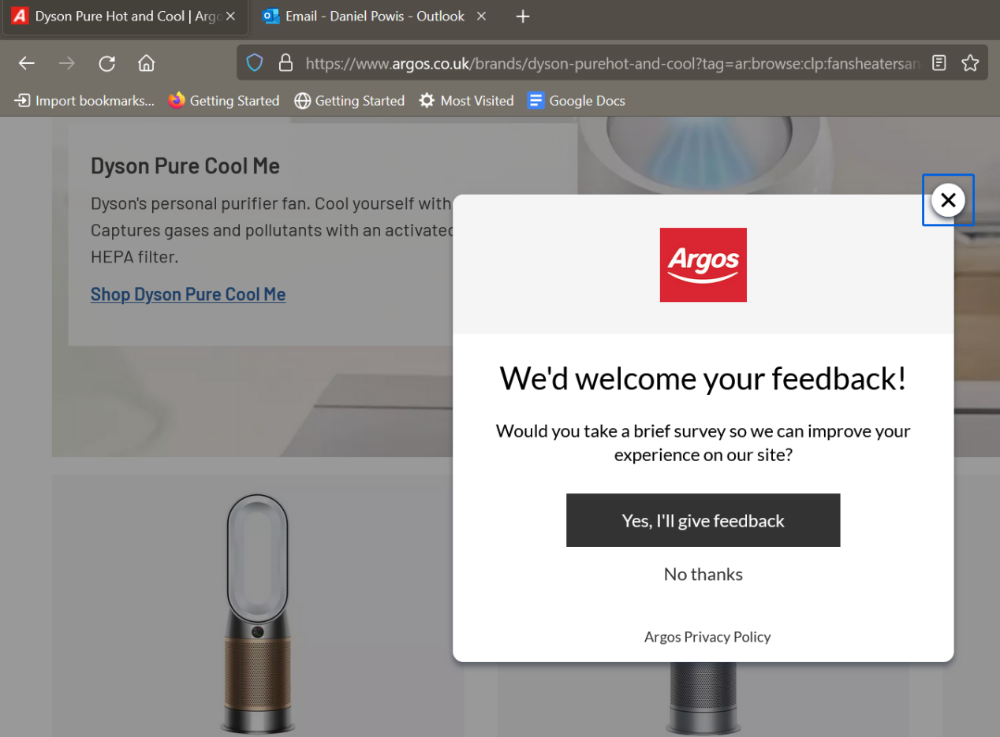 Dyson Pure Hot and Cool | Argo
Email - Daniel Powis - Outlook
https://www.argos.co.uk/brands/dyson-purehot-and-cool?tag=ar:browse:clp:fansheatersan
Import bookmarks...
Getting Started
Getting Started
Most Visited
Google Docs
Dyson Pure Cool Me
Dyson's personal purifier fan. Cool yourself with
Captures gases and pollutants with an activated
HEPA filter.
Shop Dyson Pure Cool Me
Argos
We'd welcome your feedback!
Would you take a brief survey so we can improve your
experience on our site?
Yes, I'll give feedback
No thanks
Argos Privacy Policy